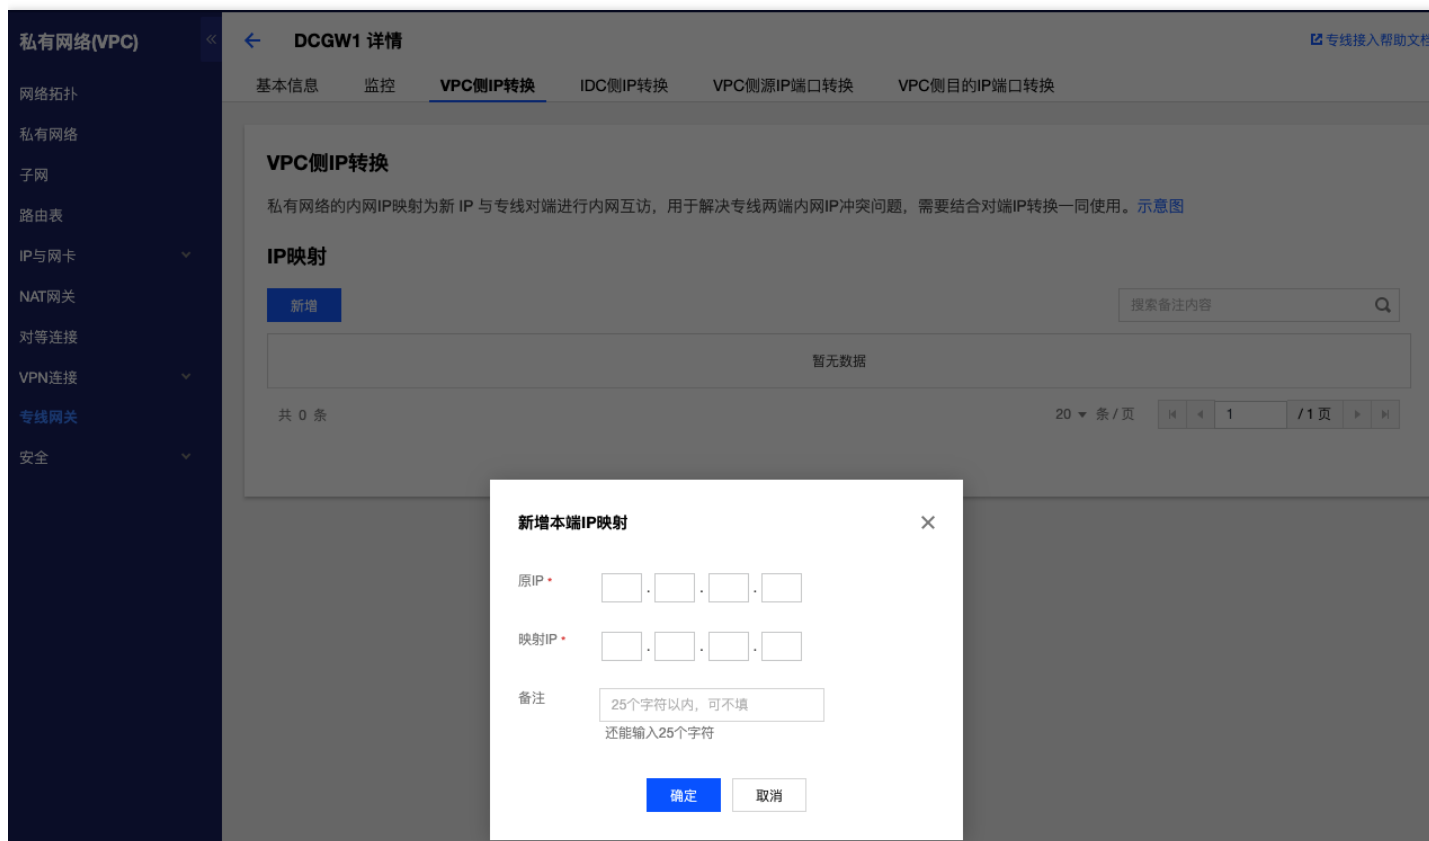 私有网络(VPC)
«
DCGW1 详情
专线接入帮助文档
网络拓扑
私有网络
子网
路由表
IP与网卡
NAT网关
对等连接
VPN连接
专线网关
安全
基本信息
监控
VPC侧IP转换
IDC侧IP转换
VPC侧源IP端口转换
VPC侧目的IP端口转换
VPC侧IP转换
私有网络的内网IP映射为新 IP 与专线对端进行内网互访，用于解决专线两端内网IP冲突问题，需要结合对端IP转换一同使用。示意图
IP映射
新增
搜索备注内容
暂无数据
共 0 条
20 条 / 页
1
/ 1 页
新增本端IP映射
原IP •
. . .
映射IP •
. . .
备注
25个字符以内，可不填
还能输入25个字符
确定
取消